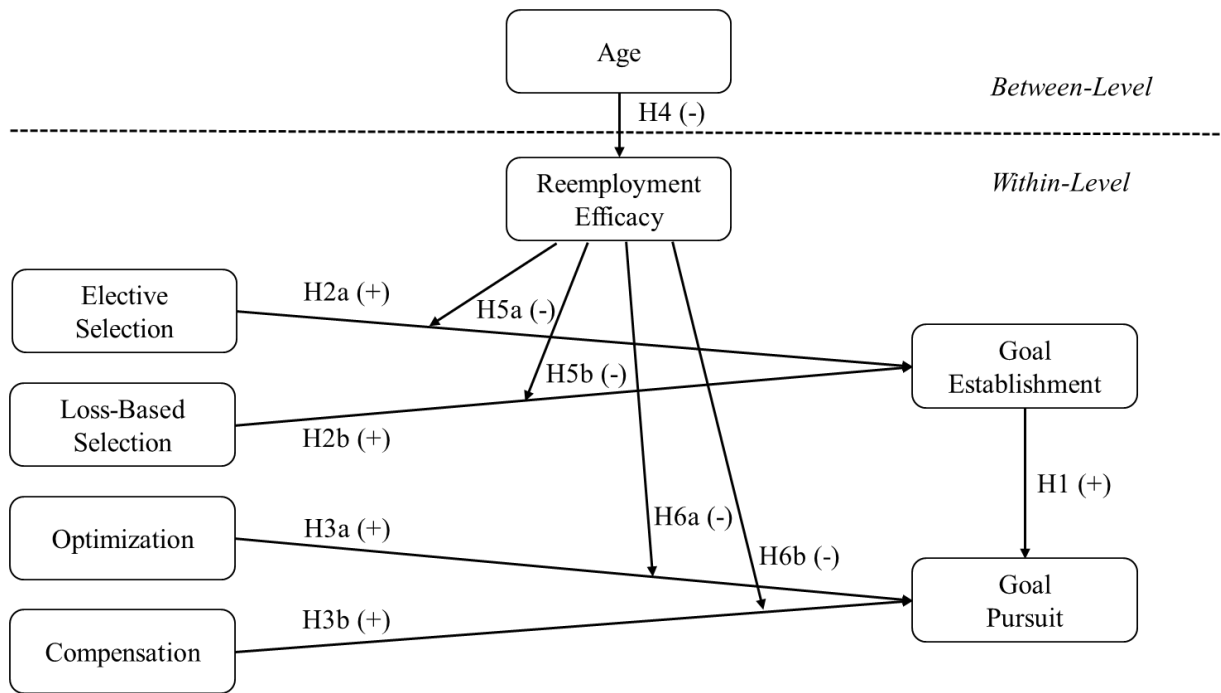 Age
Between-Level
H4 (-)
Reemployment
Efficacy
Within-Level
Elective
Selection
H2a (+)
H5a (-)
Goal
Establishment
H5b (-)
Loss-Based
Selection
H2b (+)
H1 (+)
Optimization
H3a (+)
H6a (-)
H6b (-)
Goal
Pursuit
Compensation
H3b (+)